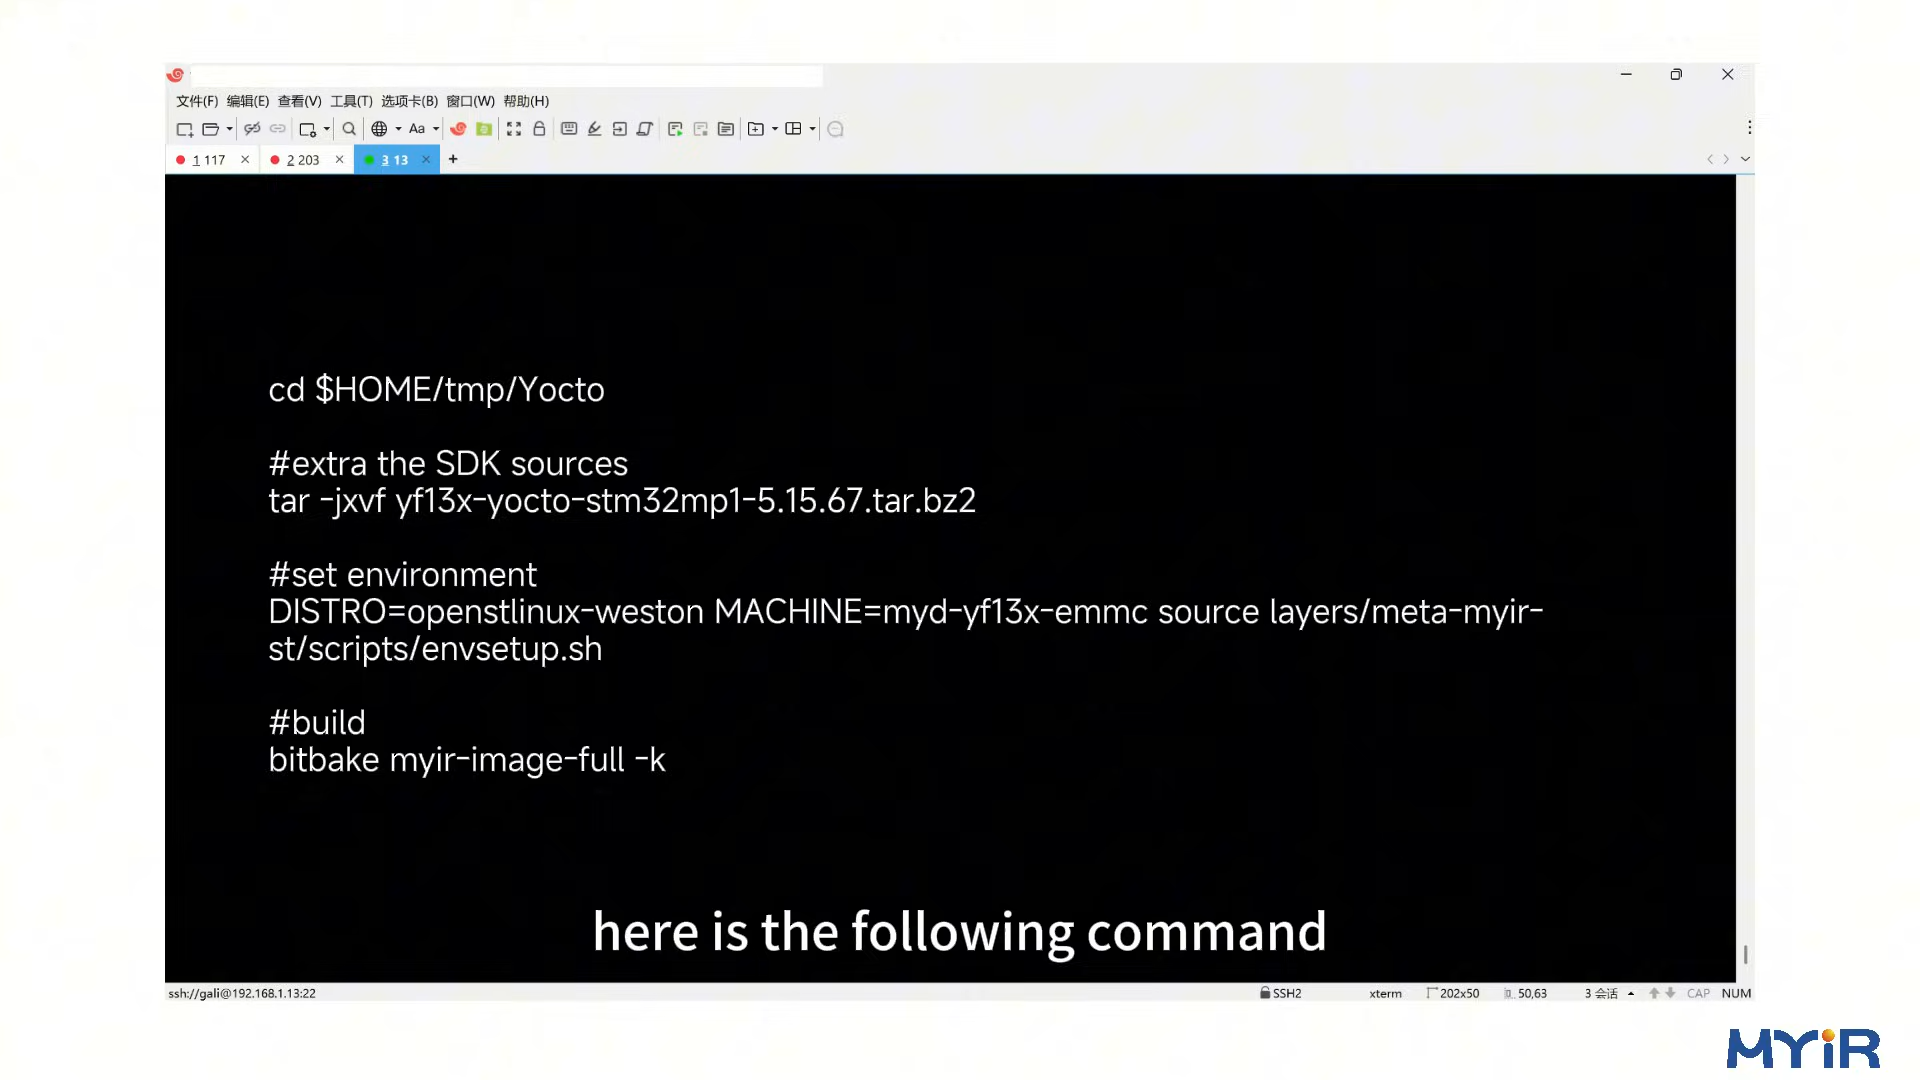 文件(F) 编辑(E) 查看(V) 工具(T) 选项卡(B) 窗口(W) 帮助(H)
Aa
1 117 2 203 3 13
cd $HOME/tmp/Yocto
#extra the SDK sources
tar -jxvf yf13x-yocto-stm32mp1-5.15.67.tar.bz2
#set environment
DISTRO=openstlinux-weston MACHINE=myd-yf13x-emmc source layers/meta-myir-
st/scripts/envsetup.sh
#build
bitbake myir-image-full -k
here is the following command
ssh://gali@192.168.1.13:22 SSH2 xterm 202x50 50,63 3 会话 CAP NUM
MYiR